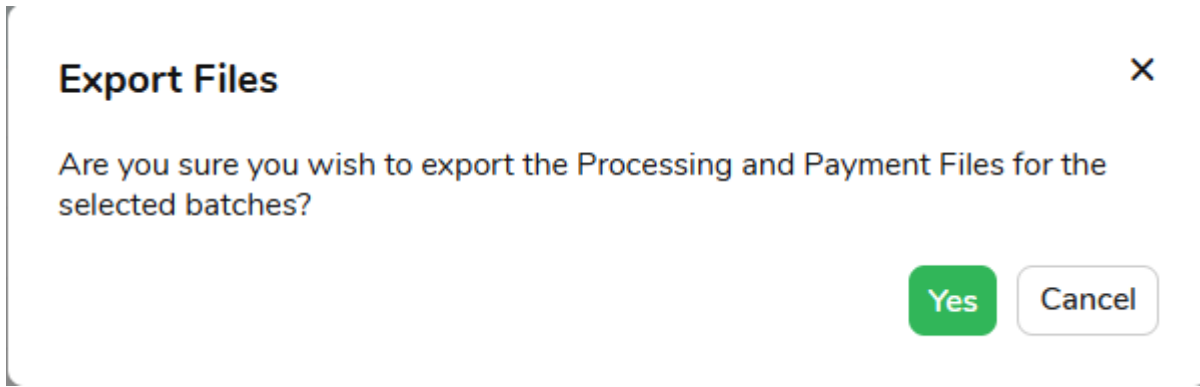 Export Files
Are you sure you wish to export the Processing and Payment Files for the
selected batches?
Yes
Cancel